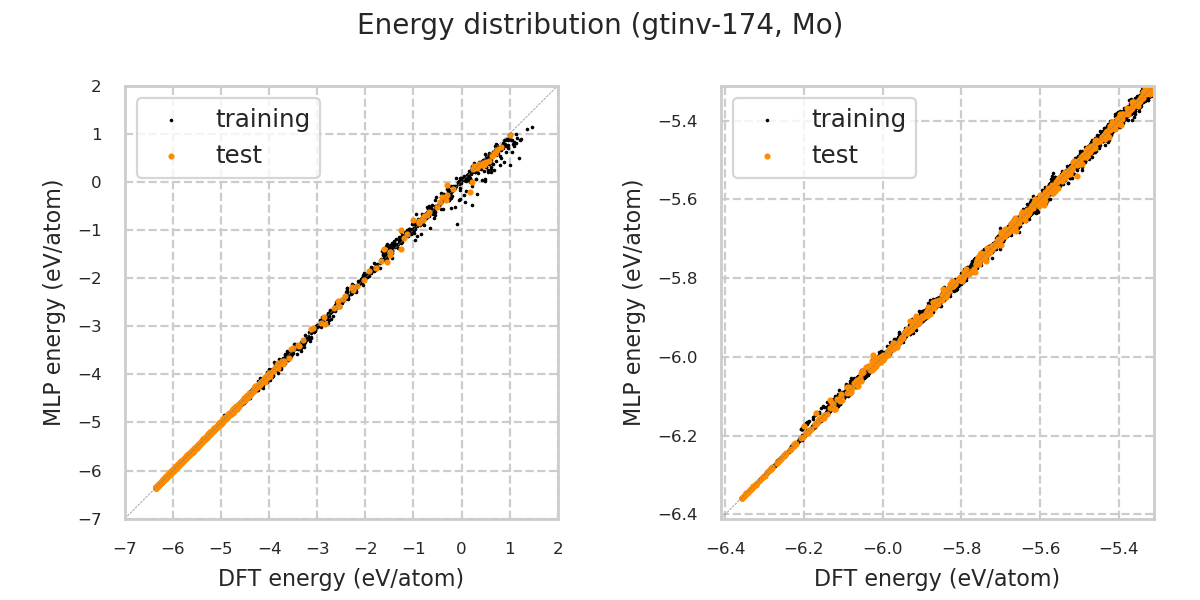 Energy distribution (gtinv-174, Mo)
training
test
2
1
0
−1
−2
−3
−4
−5
−6
−7
−7 −6 −5 −4 −3 −2 −1 0 1 2
MLP energy (eV/atom)
DFT energy (eV/atom)
training
test
−5.4
−5.6
−5.8
−6.0
−6.2
−6.4
−6.4 −6.2 −6.0 −5.8 −5.6 −5.4
MLP energy (eV/atom)
DFT energy (eV/atom)